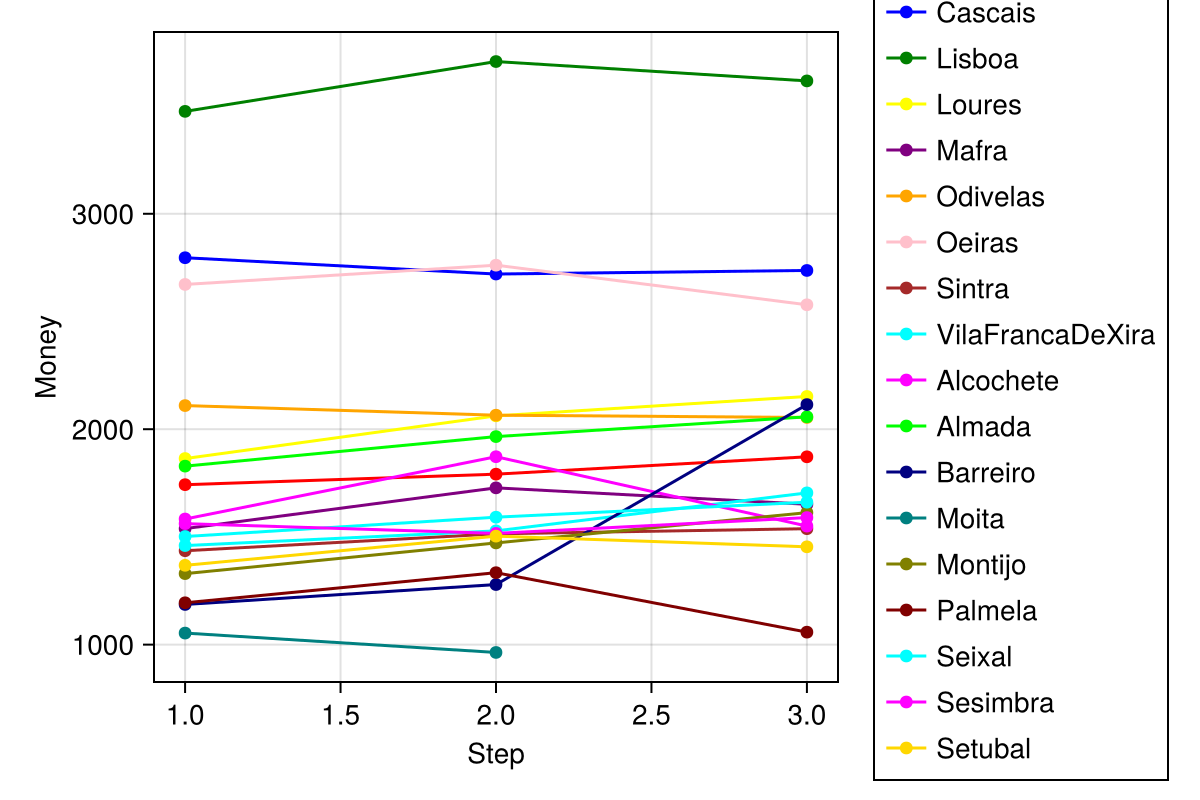 Cascais
Lisboa
Loures
Mafra
Odivelas
Oeiras
Sintra
VilaFrancaDeXira
Alcochete
Almada
Barreiro
Moita
Montijo
Palmela
Seixal
Sesimbra
Setubal
3000
2000
1000
Money
1.0 1.5 2.0 2.5 3.0
Step